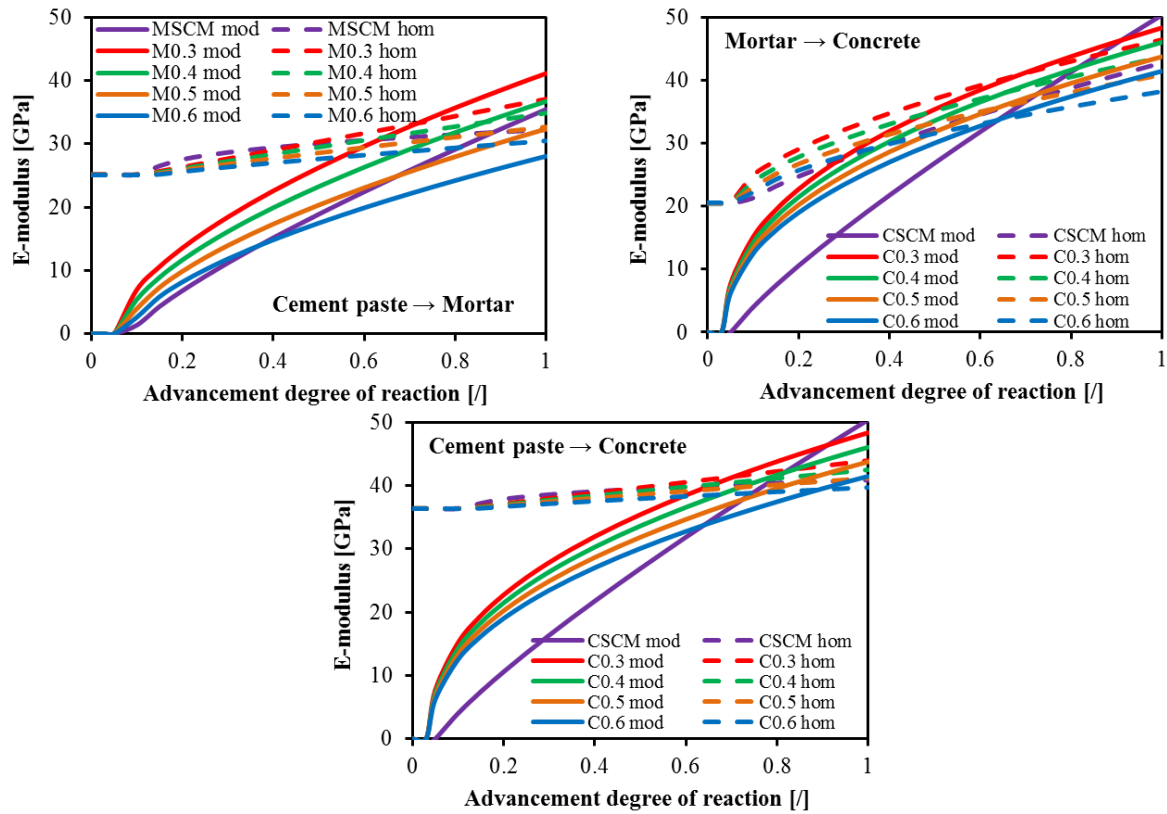 50
40
30
20
10
0
E-modulus [GPa]
MSCM mod MSCM hom
M0.3 mod M0.3 hom
M0.4 mod M0.4 hom
M0.5 mod M0.5 hom
M0.6 mod M0.6 hom
Cement paste → Mortar
0 0.2 0.4 0.6 0.8 1
Advancement degree of reaction [/]
50
40
30
20
10
0
E-modulus [GPa]
Mortar → Concrete
CSCM mod CSCM hom
C0.3 mod C0.3 hom
C0.4 mod C0.4 hom
C0.5 mod C0.5 hom
C0.6 mod C0.6 hom
0 0.2 0.4 0.6 0.8 1
Advancement degree of reaction [/]
50
40
30
20
10
0
E-modulus [GPa]
Cement paste → Concrete
CSCM mod CSCM hom
C0.3 mod C0.3 hom
C0.4 mod C0.4 hom
C0.5 mod C0.5 hom
C0.6 mod C0.6 hom
0 0.2 0.4 0.6 0.8 1
Advancement degree of reaction [/]